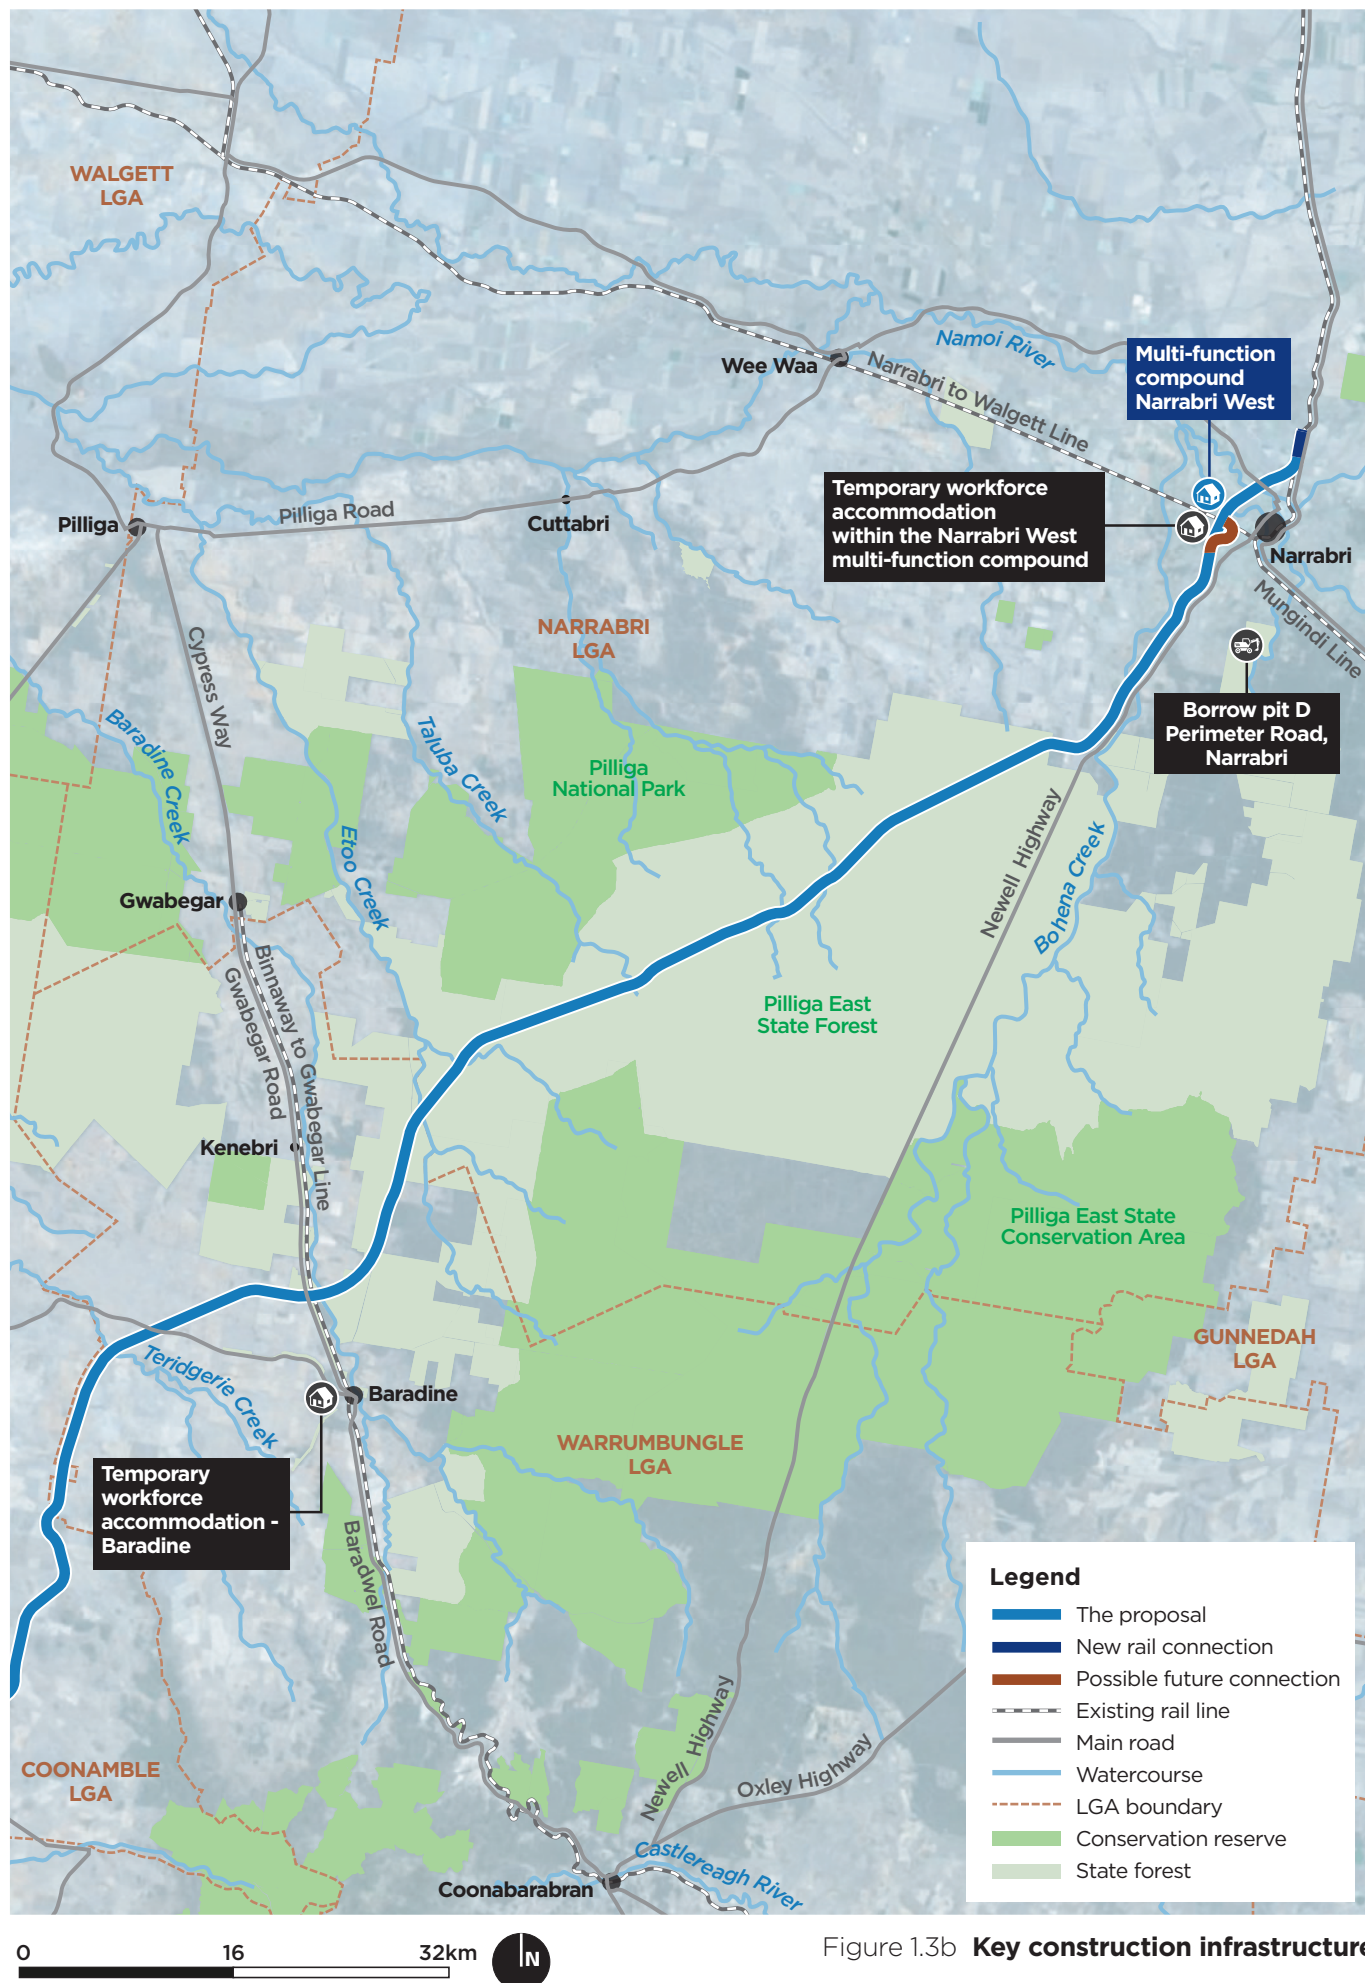 WALGETT
LGA
Wee Waa
Namoi River
Narrabri to Walgett Line
Multi-function
compound
Narrabri West
Temporary workforce
accommodation
within the Narrabri West
multi-function compound
Pilliga
Pilliga Road
Cuttabri
Narrabri
Mungindi Line
NARRABRI
LGA
Cypress Way
Baradine Creek
Taluba Creek
Etoo Creek
Pilliga
National Park
Borrow pit D
Perimeter Road,
Narrabri
Newell Highway
Bohena Creek
Gwabegar
Binnaway to Gwabegar Line
Gwabegar Road
Pilliga East
State Forest
Kenebri
Pilliga East State
Conservation Area
GUNNEDAH
LGA
Teridgerie Creek
Baradine
WARRUMBUNGLE
LGA
Temporary
workforce
accommodation -
Baradine
Baradwel Road
COONAMBLE
LGA
Newell Highway
Oxley Highway
Castlereagh River
Coonabarabran
Legend
The proposal
New rail connection
Possible future connection
Existing rail line
Main road
Watercourse
LGA boundary
Conservation reserve
State forest
0 16 32km
N
Figure 1.3b Key construction infrastructure